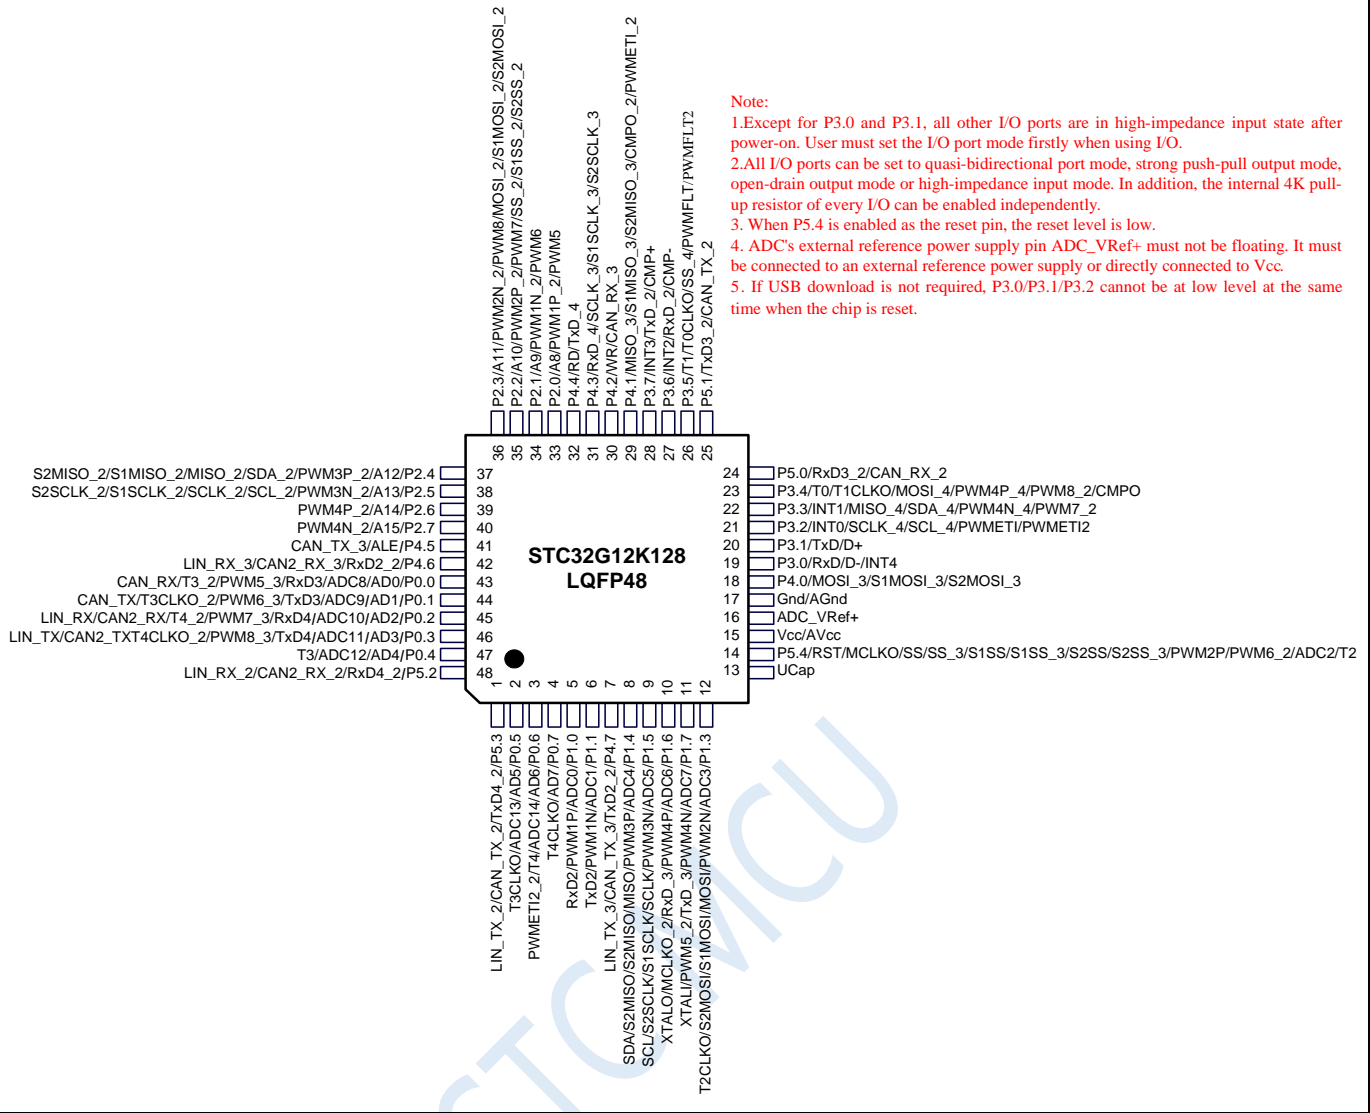 P2.3/A11/PWM2N_2/PWM8/MOSI_2/S1MOSI_2/S2MOSI_2
P2.2/A10/PWM2P_2/PWM7/SS_2/S1SS_2/S2SS_2
P2.1/A9/PWM1N_2/PWM6
P2.0/A8/PWM1P_2/PWM5
P4.4/RD/TxD_4
P4.3/RxD_4/SCLK_3/S1SCLK_3/S2SCLK_3
P4.2/WR/CAN_RX_3
P4.1/MISO_3/S1MISO_3/S2MISO_3/CMPO_2/PWMETI_2
P3.7/INT3/TxD_2/CMP+
P3.6/INT2/RxD_2/CMP-
P3.5/T1/T0CLKO/SS_4/PWMFLT/PWMFLT2
P5.1/TxD3_2/CAN_TX_2
Note:
1.Except for P3.0 and P3.1, all other I/O ports are in high-impedance input state after
power-on. User must set the I/O port mode firstly when using I/O.
2.All I/O ports can be set to quasi-bidirectional port mode, strong push-pull output mode,
open-drain output mode or high-impedance input mode. In addition, the internal 4K pull-
up resistor of every I/O can be enabled independently.
3. When P5.4 is enabled as the reset pin, the reset level is low.
4. ADC's external reference power supply pin ADC_VRef+ must not be floating. It must
be connected to an external reference power supply or directly connected to Vcc.
5. If USB download is not required, P3.0/P3.1/P3.2 cannot be at low level at the same
time when the chip is reset.
36 35 34 33 32 31 30 29 28 27 26 25
S2MISO_2/S1MISO_2/MISO_2/SDA_2/PWM3P_2/A12/P2.4 37
S2SCLK_2/S1SCLK_2/SCLK_2/SCL_2/PWM3N_2/A13/P2.5 38
PWM4P_2/A14/P2.6 39
PWM4N_2/A15/P2.7 40
CAN_TX_3/ALE/P4.5 41
LIN_RX_3/CAN2_RX_3/RxD2_2/P4.6 42
CAN_RX/T3_2/PWM5_3/RxD3/ADC8/AD0/P0.0 43
CAN_TX/T3CLKO_2/PWM6_3/TxD3/ADC9/AD1/P0.1 44
LIN_RX/CAN2_RX/T4_2/PWM7_3/RxD4/ADC10/AD2/P0.2 45
LIN_TX/CAN2_TXT4CLKO_2/PWM8_3/TxD4/ADC11/AD3/P0.3 46
T3/ADC12/AD4/P0.4 47
LIN_RX_2/CAN2_RX_2/RxD4_2/P5.2 48
STC32G12K128
LQFP48
24 P5.0/RxD3_2/CAN_RX_2
23 P3.4/T0/T1CLKO/MOSI_4/PWM4P_4/PWM8_2/CMPO
22 P3.3/INT1/MISO_4/SDA_4/PWM4N_4/PWM7_2
21 P3.2/INT0/SCLK_4/SCL_4/PWMETI/PWMETI2
20 P3.1/TxD/D+
19 P3.0/RxD/D-/INT4
18 P4.0/MOSI_3/S1MOSI_3/S2MOSI_3
17 Gnd/AGnd
16 ADC_VRef+
15 Vcc/AVcc
14 P5.4/RST/MCLKO/SS/SS_3/S1SS/S1SS_3/S2SS/S2SS_3/PWM2P/PWM6_2/ADC2/T2
13 UCap
1 2 3 4 5 6 7 8 9 10 11 12
LIN_TX_2/CAN_TX_2/TxD4_2/P5.3
T3CLKO/ADC13/AD5/P0.5
PWMETI2_2/T4/ADC14/AD6/P0.6
T4CLKO/AD7/P0.7
RxD2/PWM1P/ADC0/P1.0
TxD2/PWM1N/ADC1/P1.1
LIN_TX_3/CAN_TX_3/TxD2_2/P4.7
SDA/S2MISO/S2MISO/MISO/PWM3P/ADC4/P1.4
SCL/S2SCLK/S1SCLK/SCLK/PWM3N/ADC5/P1.5
XTALO/MCLKO_2/RxD_3/PWM4P/ADC6/P1.6
XTALI/PWM5_2/TxD_3/PWM4N/ADC7/P1.7
T2CLKO/S2MOSI/S1MOSI/MOSI/PWM2N/ADC3/P1.3
STCMCU